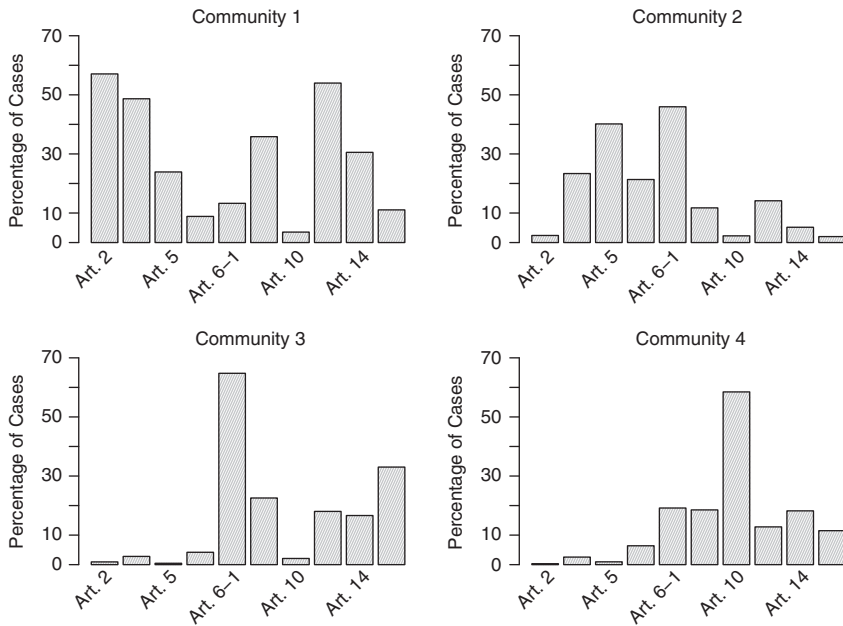 Community 1
Percentage of Cases
70
50
30
10
0
Art. 2
Art. 5
Art. 6–1
Art. 10
Art. 14
Community 2
Percentage of Cases
70
50
30
10
0
Art. 2
Art. 5
Art. 6–1
Art. 10
Art. 14
Community 3
Percentage of Cases
70
50
30
10
0
Art. 2
Art. 5
Art. 6–1
Art. 10
Art. 14
Community 4
Percentage of Cases
70
50
30
10
0
Art. 2
Art. 5
Art. 6–1
Art. 10
Art. 14